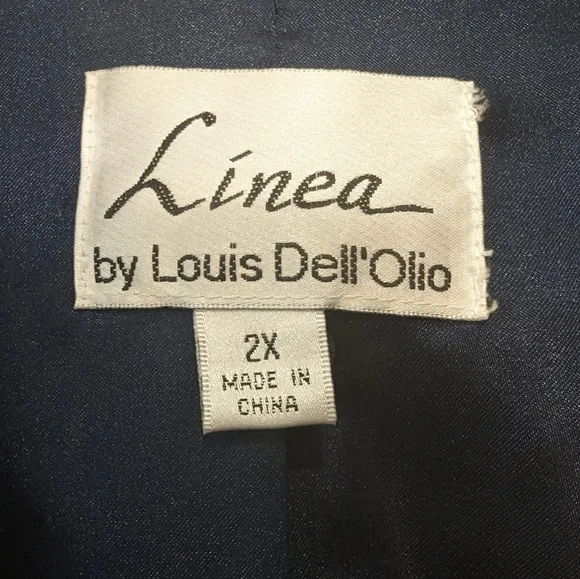 Linea
by Louis Dell'Olio
2X
MADE IN
CHINA